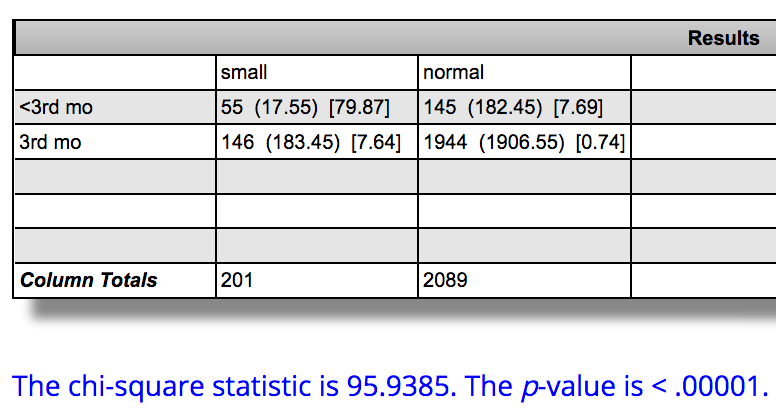 Results
small normal
<3rd mo 55 (17.55) [79.87] 145 (182.45) [7.69]
3rd mo 146 (183.45) [7.64] 1944 (1906.55) [0.74]
Column Totals 201 2089
The chi-square statistic is 95.9385. The p-value is < .00001.